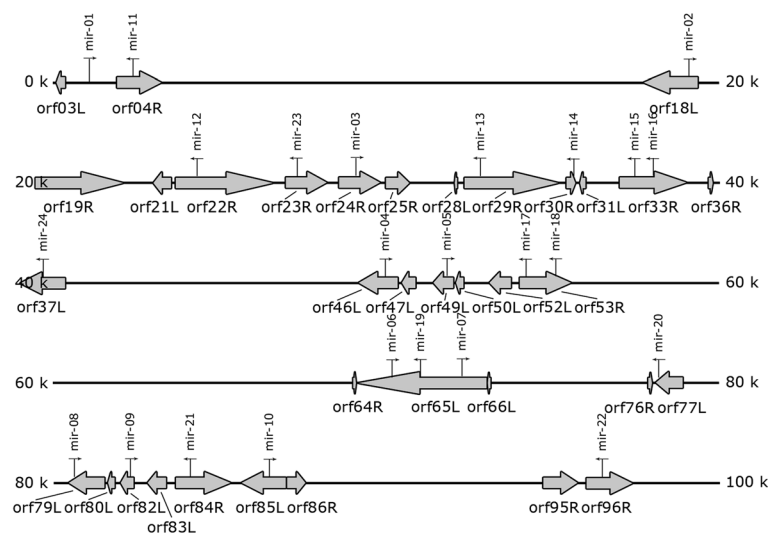 mir-01 mir-11 mir-02
0 k 20 k
orf03L orf04R orf18L
mir-12 mir-23 mir-03 mir-13 mir-14 mir-15 mir-16
20 k 40 k
orf19R orf21L orf22R orf23R orf24R orf25R orf28L orf29R orf30R orf31L orf33R orf36R
mir-24 mir-04 mir-05 mir-17 mir-18
40 k 60 k
orf37L orf46L orf47L orf49L orf50L orf52L orf53R
mir-06 mir-19 mir-07 mir-20
60 k 80 k
orf64R orf65L orf66L orf76R orf77L
mir-08 mir-09 mir-21 mir-10 mir-22
80 k 100 k
orf79L orf80L orf82L orf84R orf85L orf86R orf95R orf96R
orf83L